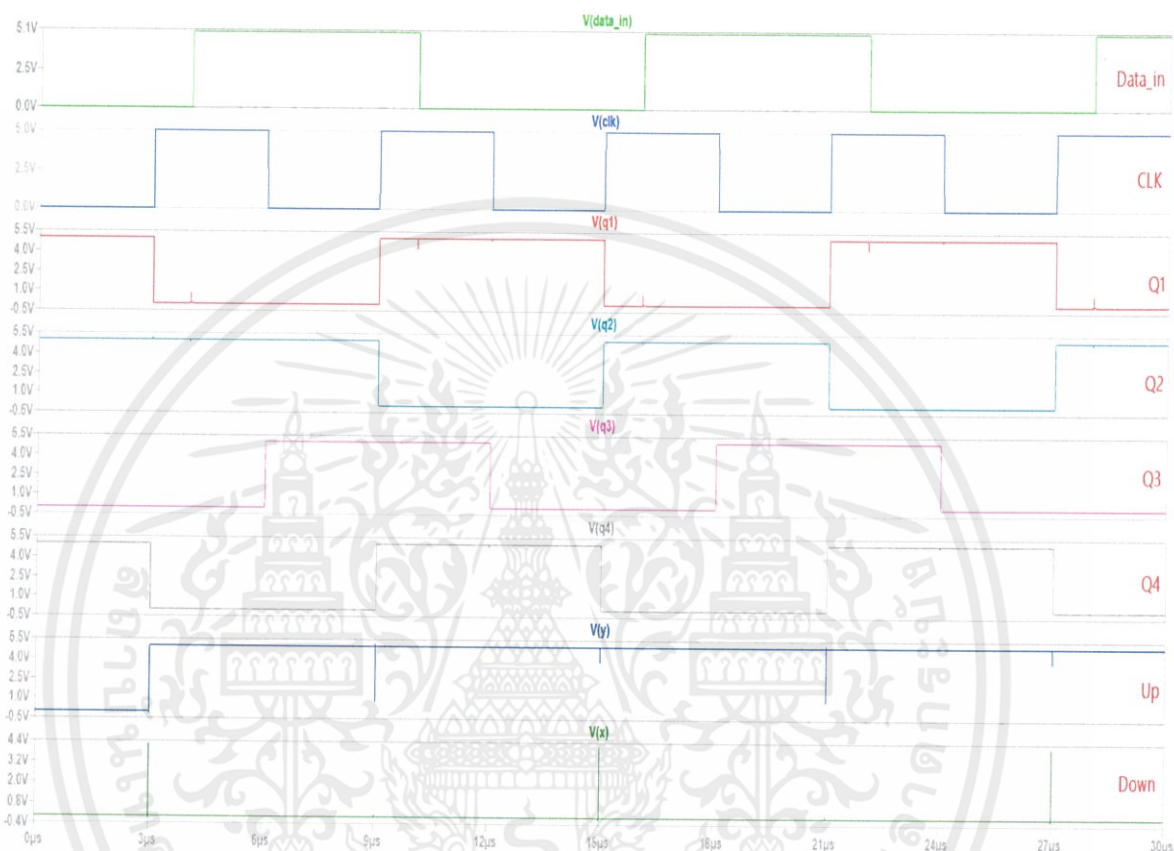 V(data_in)
5.1V
2.5V
0.0V
Data_in
V(clk)
5.0V
2.5V
0.0V
CLK
V(q1)
5.5V
4.0V
2.5V
1.0V
-0.5V
Q1
V(q2)
5.5V
4.0V
2.5V
1.0V
-0.5V
Q2
V(q3)
5.5V
4.0V
2.5V
1.0V
-0.5V
Q3
V(q4)
5.5V
4.0V
2.5V
1.0V
-0.5V
Q4
V(y)
5.5V
4.0V
2.5V
1.0V
-0.5V
Up
V(x)
4.4V
3.2V
2.0V
0.8V
-0.4V
Down
0µs 3µs 6µs 9µs 12µs 15µs 18µs 21µs 24µs 27µs 30µs